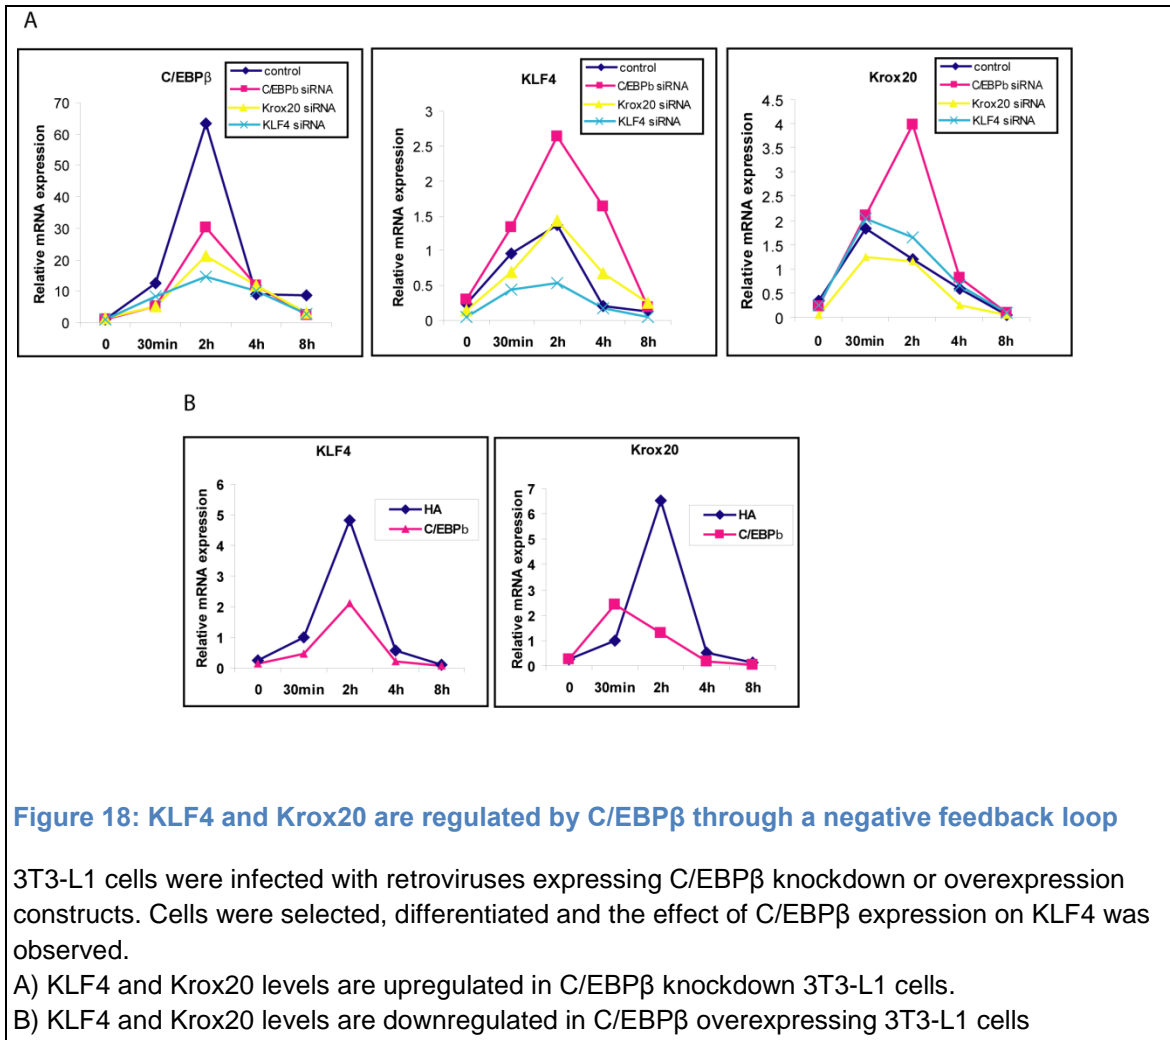 A
C/EBPβ
control
C/EBPb siRNA
Krox20 siRNA
KLF4 siRNA
Relative mRNA expression
70
60
50
40
30
20
10
0
0 30min 2h 4h 8h
KLF4
control
C/EBPb siRNA
Krox20 siRNA
KLF4 siRNA
Relative mRNA expression
3
2.5
2
1.5
1
0.5
0
0 30min 2h 4h 8h
Krox20
control
C/EBPb siRNA
Krox20 siRNA
KLF4 siRNA
Relative mRNA expression
4.5
4
3.5
3
2.5
2
1.5
1
0.5
0
0 30min 2h 4h 8h
B
KLF4
HA
C/EBPb
Relative mRNA expression
6
5
4
3
2
1
0
0 30min 2h 4h 8h
Krox20
HA
C/EBPb
Relative mRNA expression
7
6
5
4
3
2
1
0
0 30min 2h 4h 8h
Figure 18: KLF4 and Krox20 are regulated by C/EBPβ through a negative feedback loop
3T3-L1 cells were infected with retroviruses expressing C/EBPβ knockdown or overexpression
constructs. Cells were selected, differentiated and the effect of C/EBPβ expression on KLF4 was
observed.
A) KLF4 and Krox20 levels are upregulated in C/EBPβ knockdown 3T3-L1 cells.
B) KLF4 and Krox20 levels are downregulated in C/EBPβ overexpressing 3T3-L1 cells